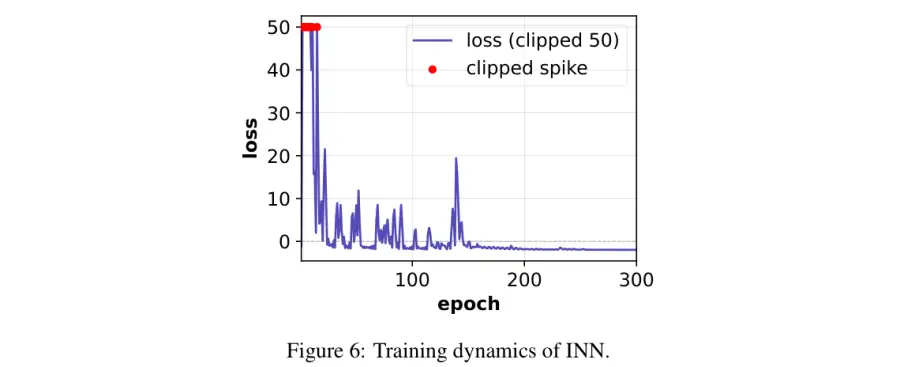 50
40
30
20
10
0
loss
loss (clipped 50)
clipped spike
100
200
300
epoch
Figure 6: Training dynamics of INN.